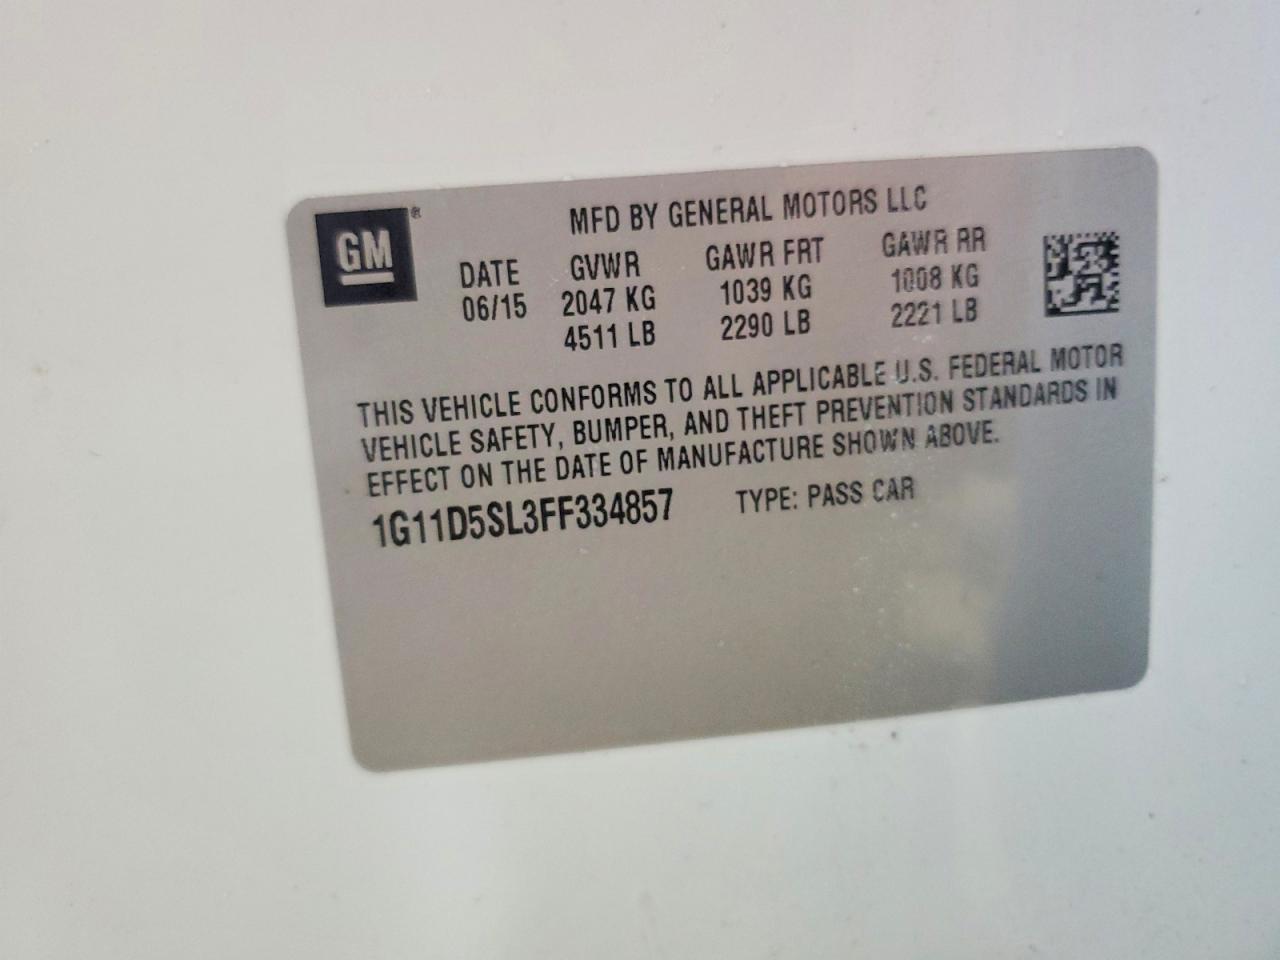 GM®
MFD BY GENERAL MOTORS LLC
DATE GVWR GAWR FRT GAWR RR
06/15 2047 KG 1039 KG 1008 KG
4511 LB 2290 LB 2221 LB
THIS VEHICLE CONFORMS TO ALL APPLICABLE U.S. FEDERAL MOTOR
VEHICLE SAFETY, BUMPER, AND THEFT PREVENTION STANDARDS IN
EFFECT ON THE DATE OF MANUFACTURE SHOWN ABOVE.
1G11D5SL3FF334857 TYPE: PASS CAR